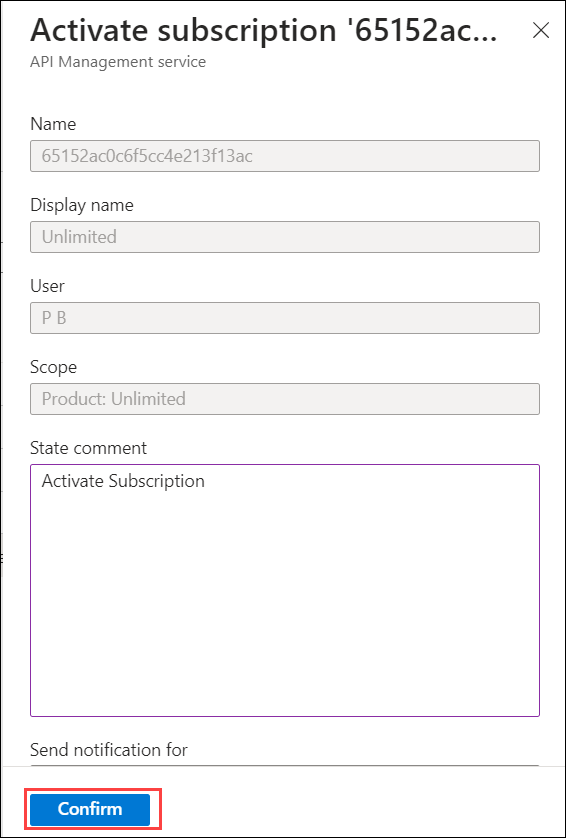 Activate subscription '65152ac...
API Management service
Name
65152ac0c6f5cc4e213f13ac
Display name
Unlimited
User
P B
Scope
Product: Unlimited
State comment
Activate Subscription
Send notification for
Confirm